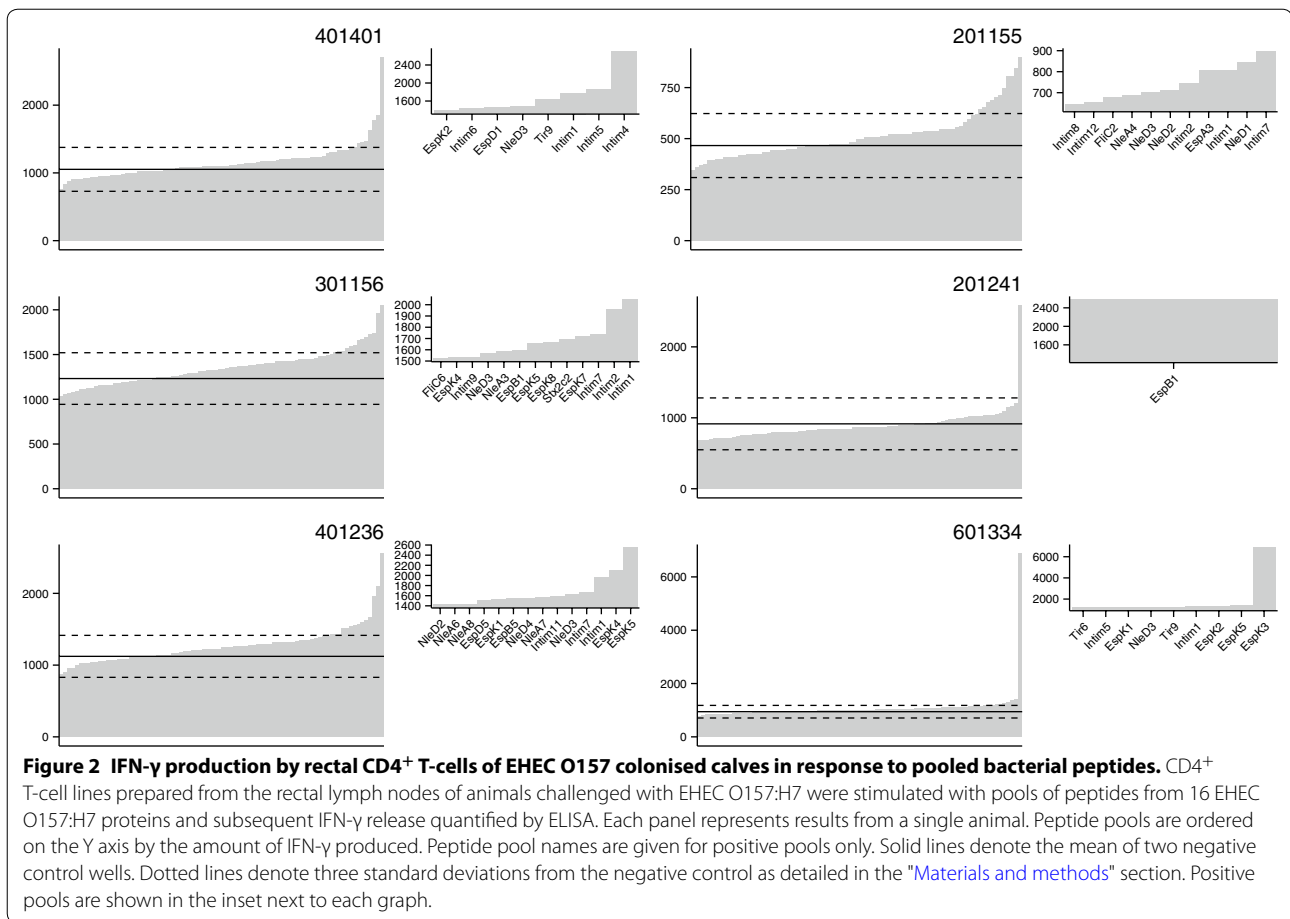 401401
2000
1000
0
2400
2000
1600
EspK2
Intim6
EspD1
NleD3
Tir9
Intim1
Intim5
Intim4
201155
750
500
250
0
900
800
700
Intim8
Intim12
FliC2
NleA4
NleD3
NleD2
Intim2
EspA3
Intim1
NleD1
Intim7
301156
2000
1500
1000
500
0
2000
1900
1800
1700
1600
1500
FliC6
EspK4
Intim9
NleD3
NleA3
EspB1
EspK5
EspK8
Stx2c2
EspK7
Intim7
Intim2
Intim1
201241
2000
1000
0
2400
2000
1600
EspB1
401236
2000
1000
0
2600
2400
2200
2000
1800
1600
1400
NleD2
NleA6
NleA8
EspD5
EspK1
EspB5
NleD4
NleA7
Intim11
NleD3
Intim7
Intim1
EspK4
EspK5
601334
6000
4000
2000
0
6000
4000
2000
Tir6
Intim5
EspK1
NleD3
Tir9
Intim1
EspK2
EspK5
EspK3
Figure 2 IFN-γ production by rectal CD4+ T-cells of EHEC O157 colonised calves in response to pooled bacterial peptides. CD4+
T-cell lines prepared from the rectal lymph nodes of animals challenged with EHEC O157:H7 were stimulated with pools of peptides from 16 EHEC
O157:H7 proteins and subsequent IFN-γ release quantified by ELISA. Each panel represents results from a single animal. Peptide pools are ordered
on the Y axis by the amount of IFN-γ produced. Peptide pool names are given for positive pools only. Solid lines denote the mean of two negative
control wells. Dotted lines denote three standard deviations from the negative control as detailed in the "Materials and methods" section. Positive
pools are shown in the inset next to each graph.